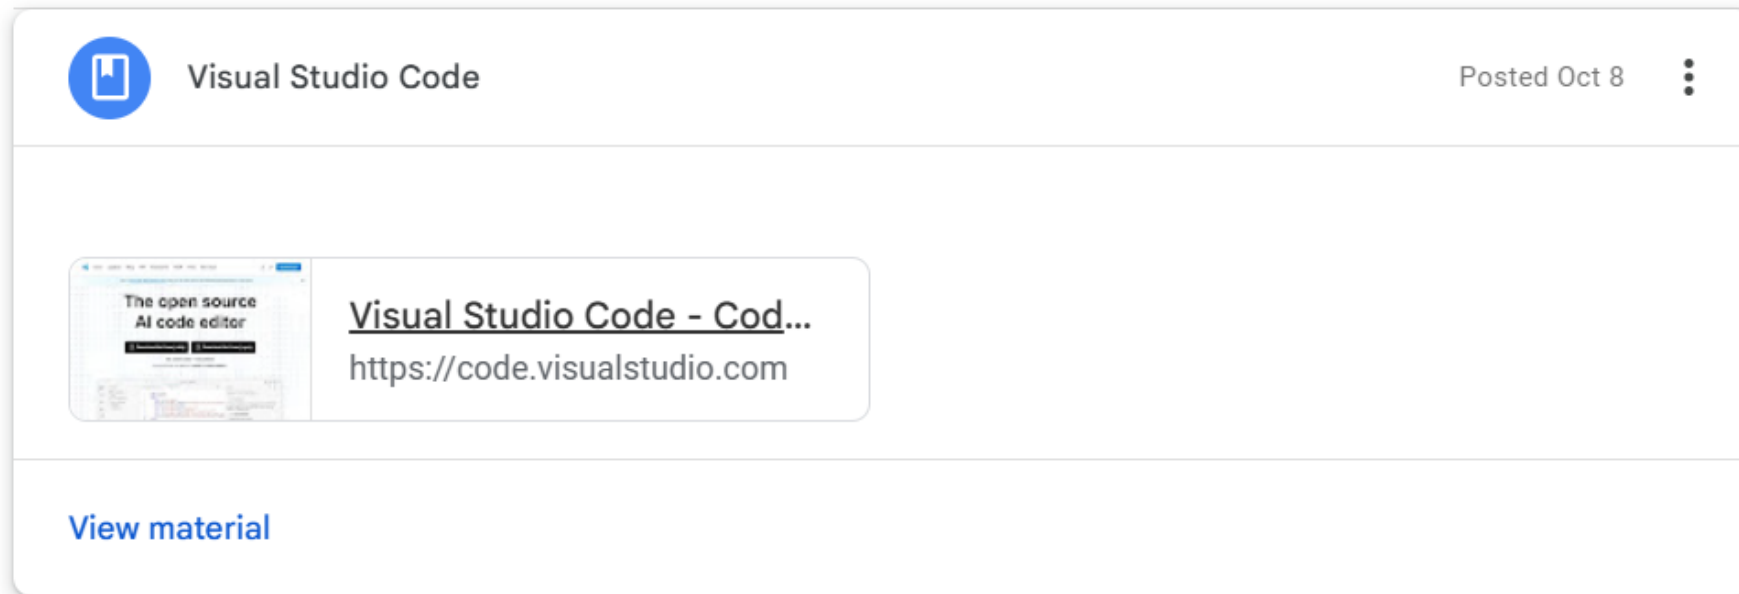 Visual Studio Code
Posted Oct 8
The open source
AI code editor
Visual Studio Code - Cod...
https://code.visualstudio.com
View material